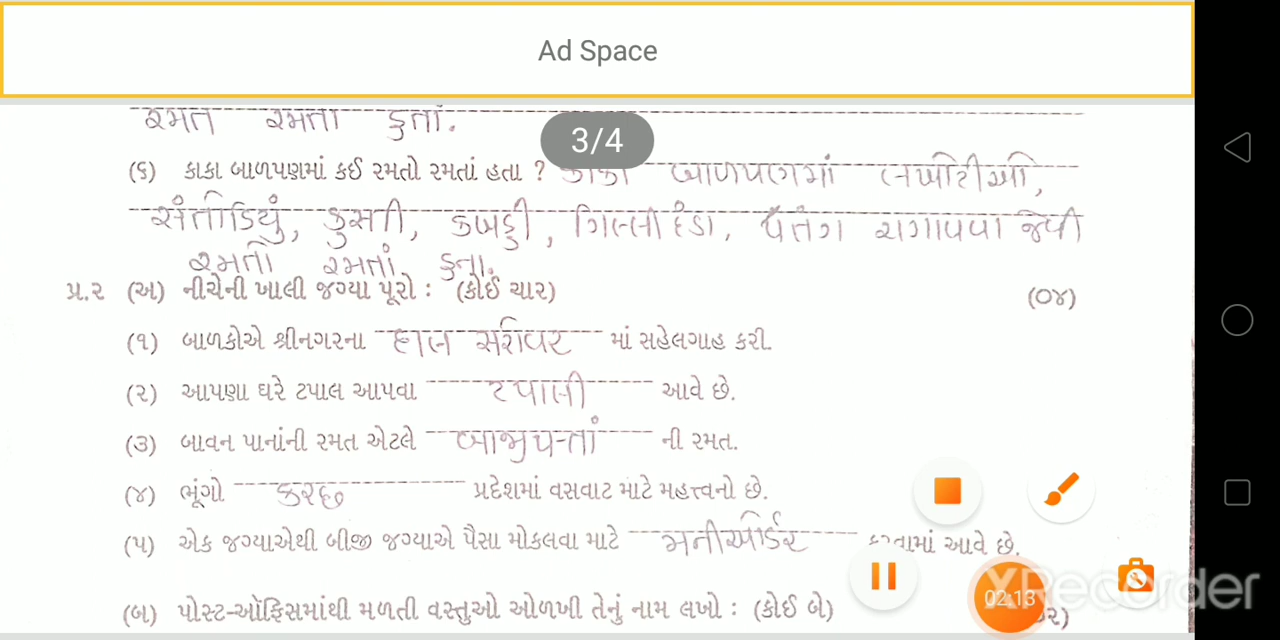 Ad Space
રમત રમતા હતાં.
3/4
(૬) કાકા બાળપણમાં કઈ રમતો રમતાં હતા ? કાકા બાળપણમાં લખોટીઓ,
સંતાકડિયું, કુસ્તી, કબડ્ડી, ગિલ્લીદંડા, પતંગ ચગાવવા જેવી
રમતો રમતાં હતા.
પ્ર.૨ (અ) નીચેની ખાલી જગ્યા પૂરો : (કોઈ ચાર) (૦૪)
(૧) બાળકોએ શ્રીનગરના દાલ સરોવર માં સહેલગાહ કરી.
(૨) આપણા ઘરે ટપાલ આપવા ટપાલી આવે છે.
(૩) બાવન પાનાંની રમત એટલે ની રમત.
(૪) ભૂંગો કચ્છ પ્રદેશમાં વસવાટ માટે મહત્ત્વનો છે.
(૫) એક જગ્યાએથી બીજી જગ્યાએ પૈસા મોકલવા માટે મનીઓર્ડર કરવામાં આવે છે.
(બ) પોસ્ટ-ઑફિસમાંથી મળતી વસ્તુઓ ઓળખી તેનું નામ લખો : (કોઈ બે)
XRecorder
02:13